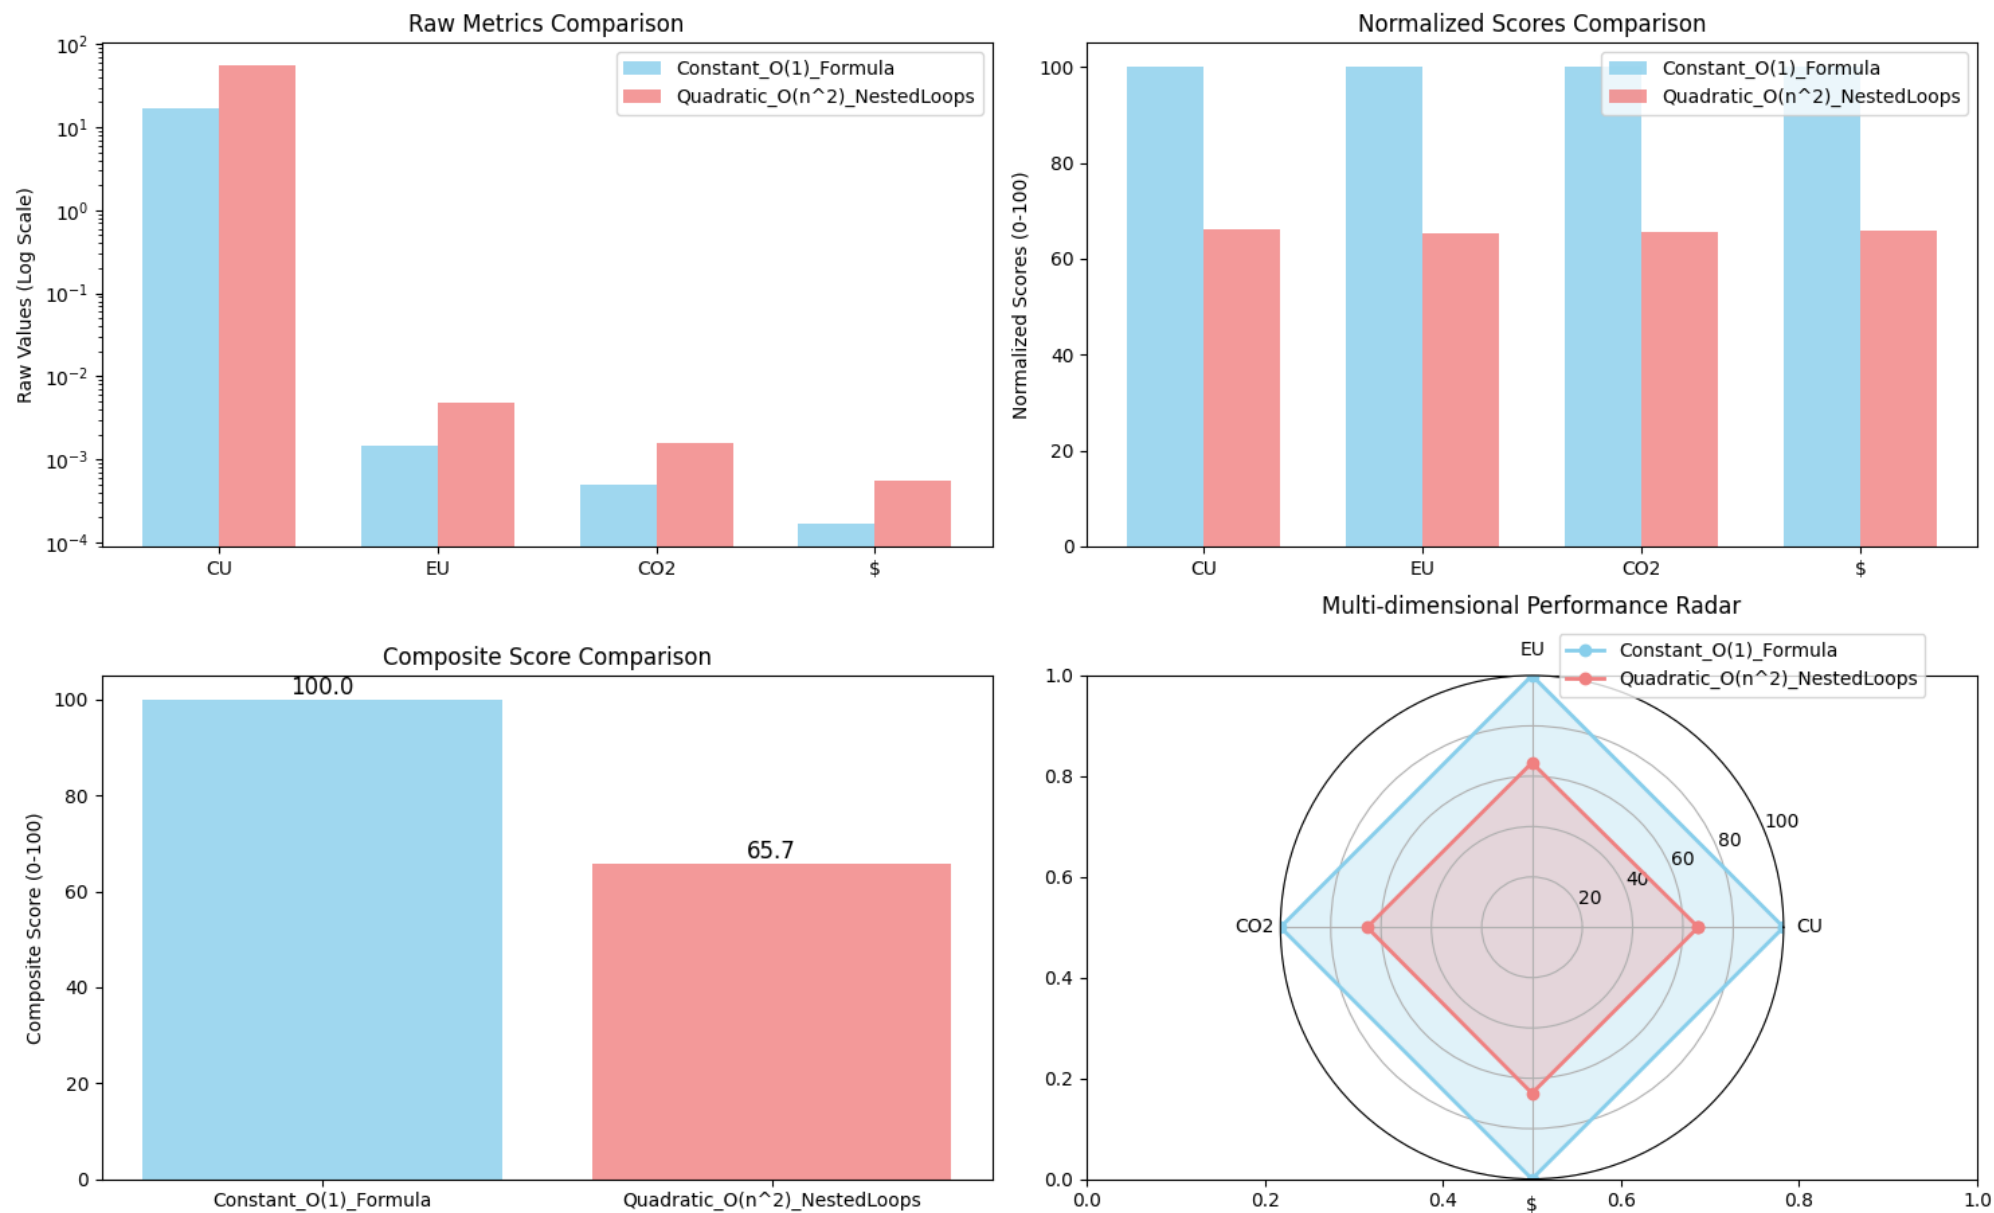 Raw Metrics Comparison
Raw Values (Log Scale)
10^2
10^1
10^0
10^-1
10^-2
10^-3
10^-4
Constant_O(1)_Formula
Quadratic_O(n^2)_NestedLoops
CU EU CO2 $
Normalized Scores Comparison
Normalized Scores (0-100)
100
80
60
40
20
0
Constant_O(1)_Formula
Quadratic_O(n^2)_NestedLoops
CU EU CO2 $
Composite Score Comparison
Composite Score (0-100)
100
80
60
40
20
0
100.0
65.7
Constant_O(1)_Formula Quadratic_O(n^2)_NestedLoops
Multi-dimensional Performance Radar
Constant_O(1)_Formula
Quadratic_O(n^2)_NestedLoops
EU
1.0
0.8
0.6
0.4
0.2
0.0
100
80
60
40
20
CO2
CU
0.0 0.2 0.4 0.6 0.8 1.0
$